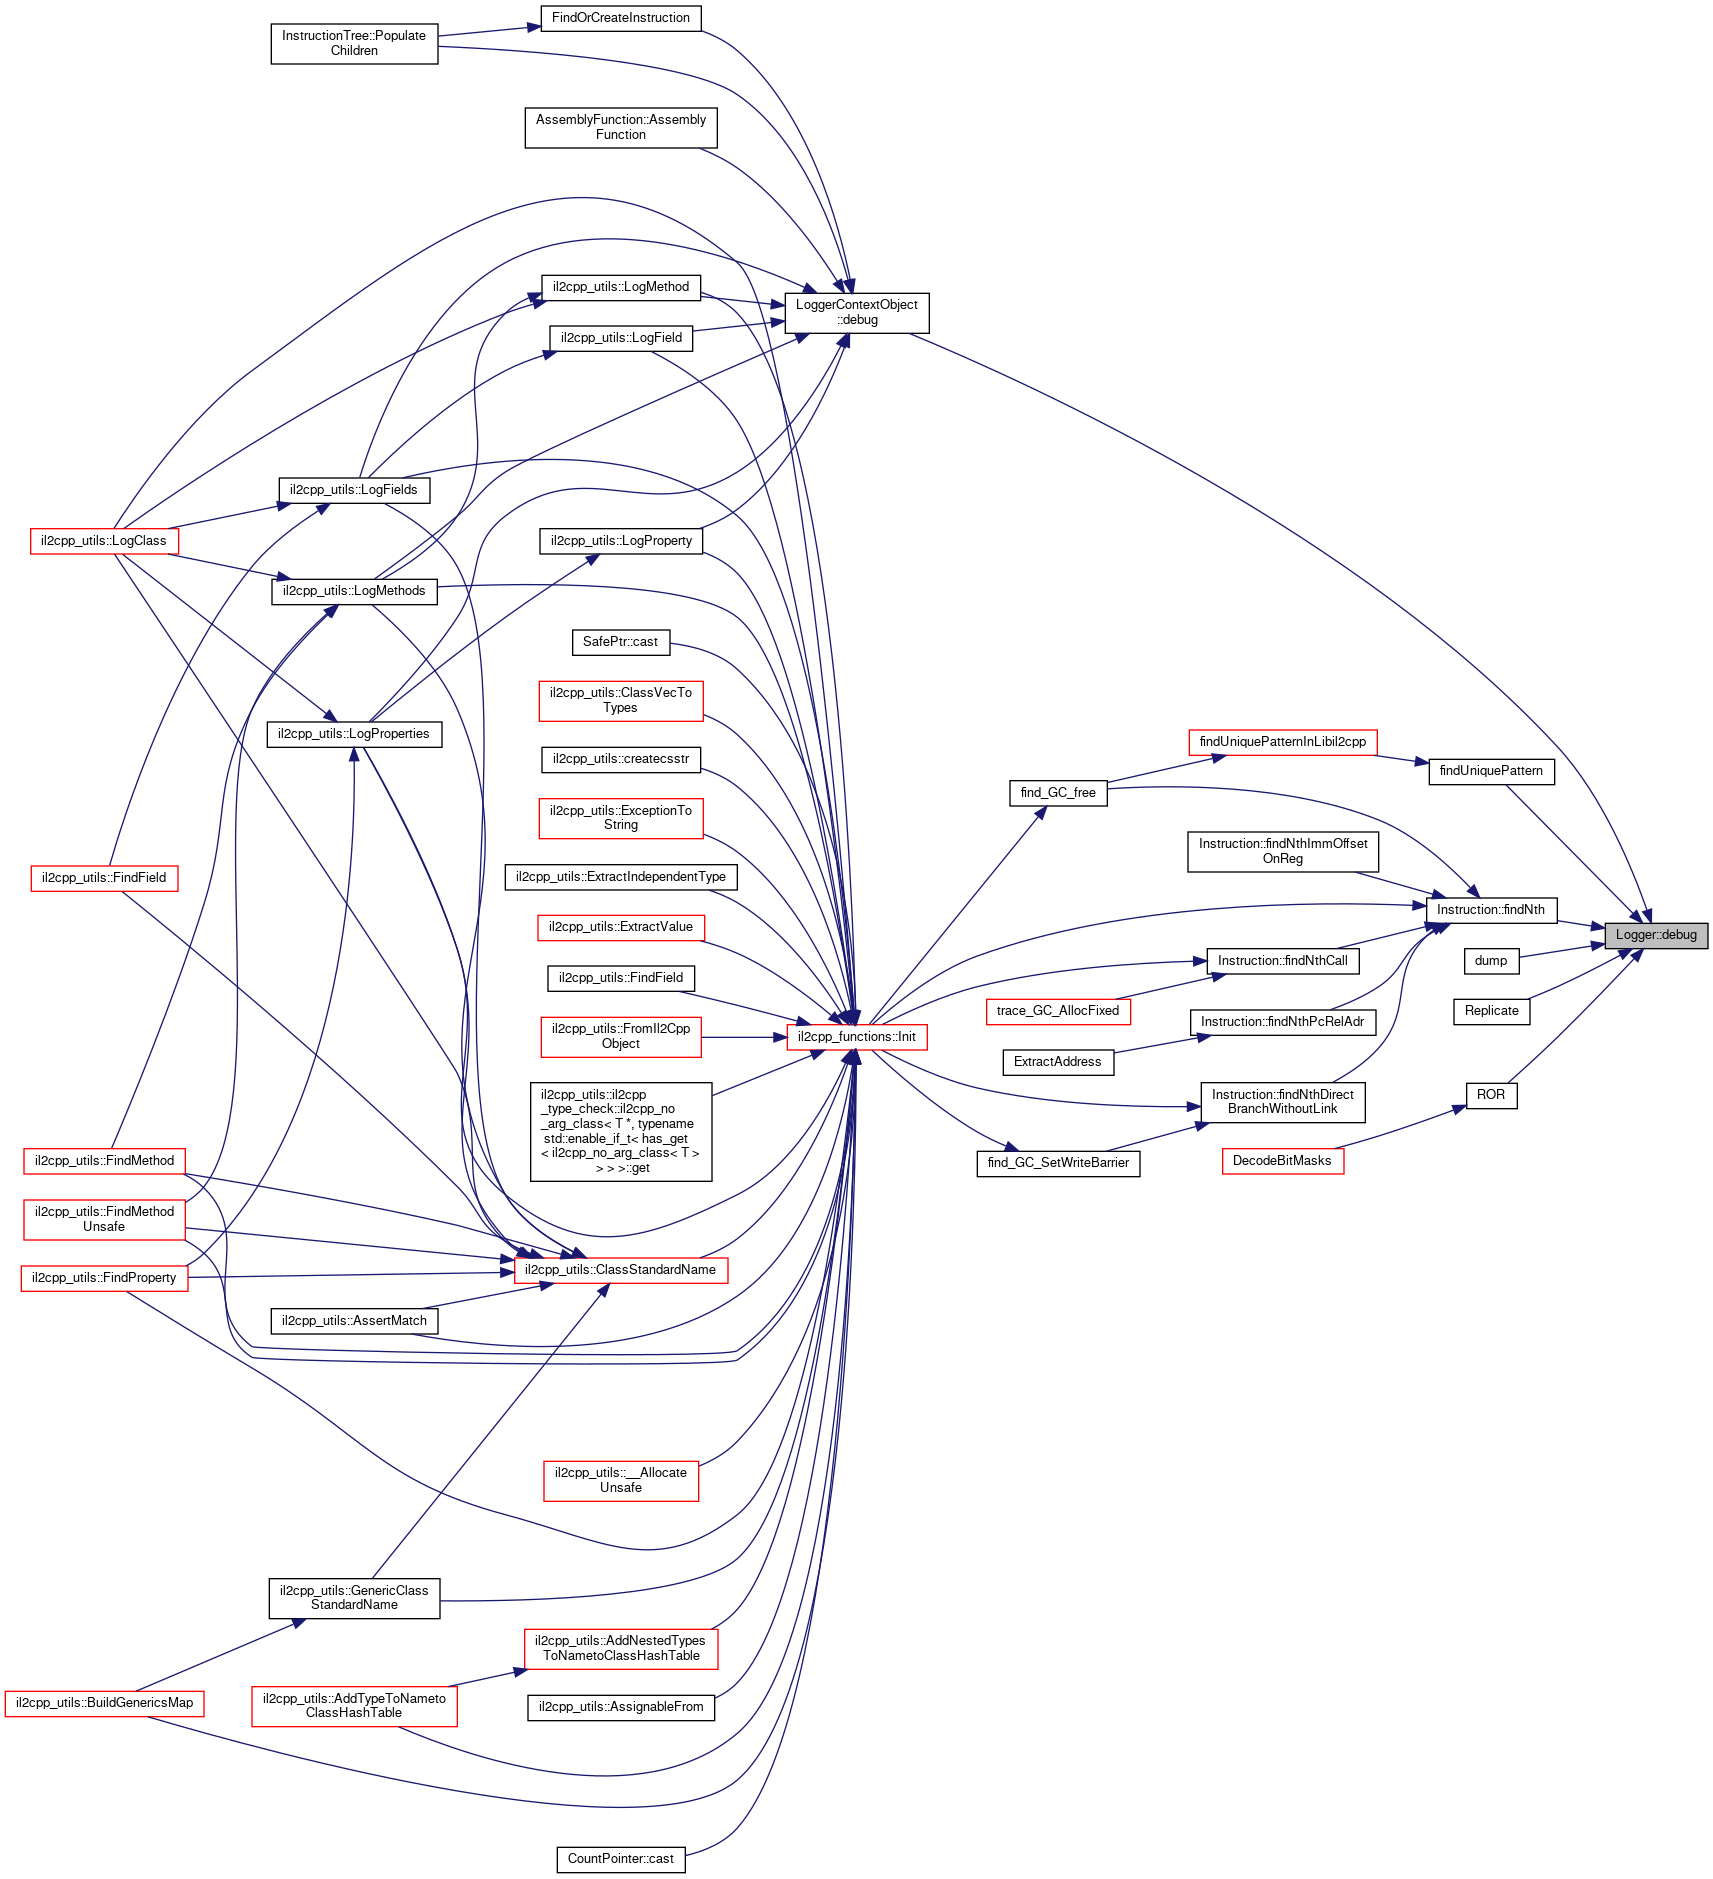 FindOrCreateInstruction
InstructionTree::Populate
Children
AssemblyFunction::Assembly
Function
il2cpp_utils::LogMethod
LoggerContextObject
::debug
il2cpp_utils::LogField
il2cpp_utils::LogFields
il2cpp_utils::LogClass
il2cpp_utils::LogProperty
il2cpp_utils::LogMethods
SafePtr::cast
il2cpp_utils::ClassVecTo
Types
il2cpp_utils::LogProperties
findUniquePatternInLibil2cpp
il2cpp_utils::createcsstr
findUniquePattern
find_GC_free
il2cpp_utils::ExceptionTo
String
Instruction::findNthImmOffset
OnReg
il2cpp_utils::FindField
il2cpp_utils::ExtractIndependentType
Instruction::findNth
il2cpp_utils::ExtractValue
Logger::debug
Instruction::findNthCall
dump
il2cpp_utils::FindField
trace_GC_AllocFixed
Replicate
Instruction::findNthPcRelAdr
il2cpp_utils::FromIl2Cpp
Object
il2cpp_functions::Init
ExtractAddress
Instruction::findNthDirect
BranchWithoutLink
ROR
il2cpp_utils::il2cpp
_type_check::il2cpp_no
_arg_class< T *, typename
std::enable_if_t< has_get
< il2cpp_no_arg_class< T >
> > >::get
il2cpp_utils::FindMethod
find_GC_SetWriteBarrier
DecodeBitMasks
il2cpp_utils::FindMethod
Unsafe
il2cpp_utils::FindProperty
il2cpp_utils::ClassStandardName
il2cpp_utils::AssertMatch
il2cpp_utils::__Allocate
Unsafe
il2cpp_utils::GenericClass
StandardName
il2cpp_utils::AddNestedTypes
ToNametoClassHashTable
il2cpp_utils::BuildGenericsMap
il2cpp_utils::AddTypeToNameto
ClassHashTable
il2cpp_utils::AssignableFrom
CountPointer::cast